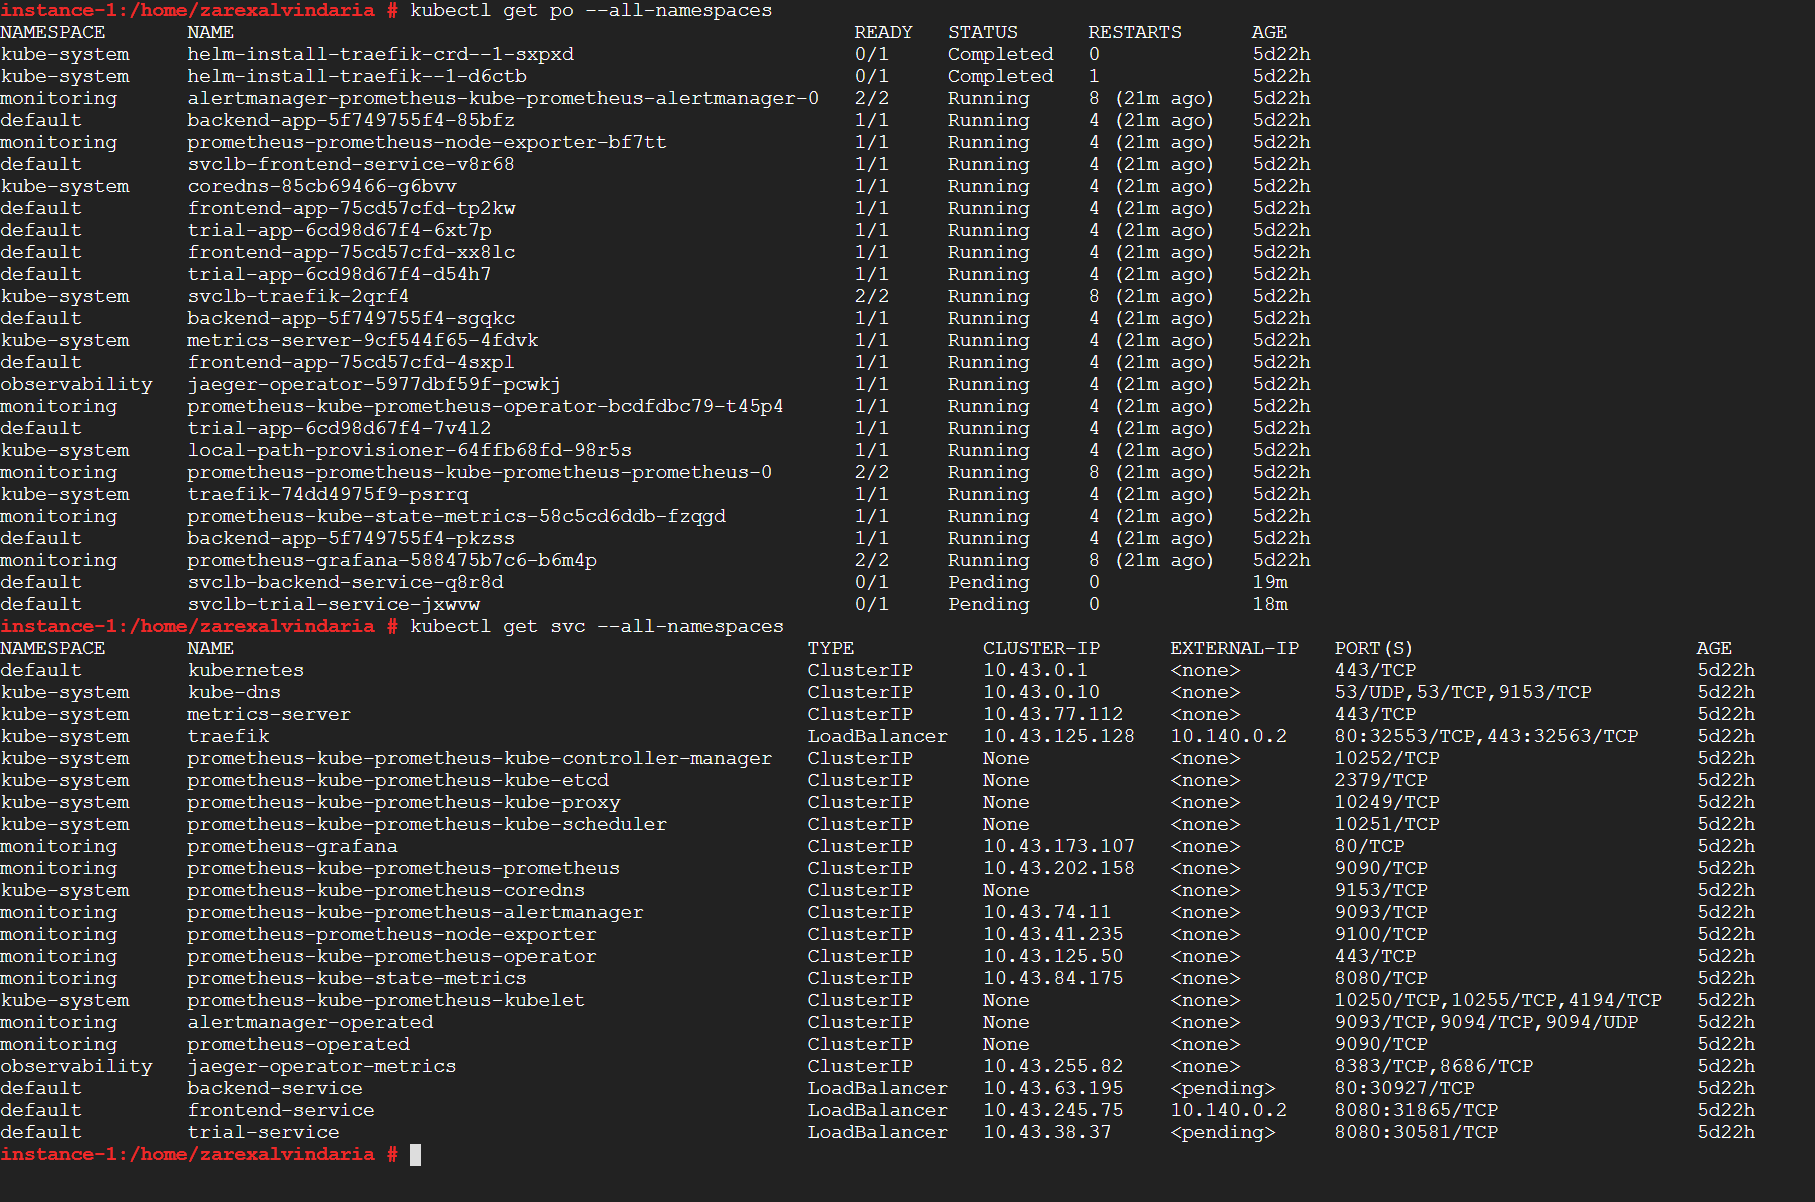 instance-1:/home/zarexalvindaria # kubectl get po --all-namespaces
NAMESPACE NAME READY STATUS RESTARTS AGE
kube-system helm-install-traefik-crd--1-sxpxd 0/1 Completed 0 5d22h
kube-system helm-install-traefik--1-d6ctb 0/1 Completed 1 5d22h
monitoring alertmanager-prometheus-kube-prometheus-alertmanager-0 2/2 Running 8 (21m ago) 5d22h
default backend-app-5f749755f4-85bfz 1/1 Running 4 (21m ago) 5d22h
monitoring prometheus-prometheus-node-exporter-bf7tt 1/1 Running 4 (21m ago) 5d22h
default svclb-frontend-service-v8r68 1/1 Running 4 (21m ago) 5d22h
kube-system coredns-85cb69466-g6bvv 1/1 Running 4 (21m ago) 5d22h
default frontend-app-75cd57cfd-tp2kw 1/1 Running 4 (21m ago) 5d22h
default trial-app-6cd98d67f4-6xt7p 1/1 Running 4 (21m ago) 5d22h
default frontend-app-75cd57cfd-xx8lc 1/1 Running 4 (21m ago) 5d22h
default trial-app-6cd98d67f4-d54h7 1/1 Running 4 (21m ago) 5d22h
kube-system svclb-traefik-2qrf4 2/2 Running 8 (21m ago) 5d22h
default backend-app-5f749755f4-sgqkc 1/1 Running 4 (21m ago) 5d22h
kube-system metrics-server-9cf544f65-4fdvk 1/1 Running 4 (21m ago) 5d22h
default frontend-app-75cd57cfd-4sxpl 1/1 Running 4 (21m ago) 5d22h
observability jaeger-operator-5977dbf59f-pcwkj 1/1 Running 4 (21m ago) 5d22h
monitoring prometheus-kube-prometheus-operator-bcdfdbc79-t45p4 1/1 Running 4 (21m ago) 5d22h
default trial-app-6cd98d67f4-7v4l2 1/1 Running 4 (21m ago) 5d22h
kube-system local-path-provisioner-64ffb68fd-98r5s 1/1 Running 4 (21m ago) 5d22h
monitoring prometheus-prometheus-kube-prometheus-prometheus-0 2/2 Running 8 (21m ago) 5d22h
kube-system traefik-74dd4975f9-psrrq 1/1 Running 4 (21m ago) 5d22h
monitoring prometheus-kube-state-metrics-58c5cd6ddb-fzqgd 1/1 Running 4 (21m ago) 5d22h
default backend-app-5f749755f4-pkzss 1/1 Running 4 (21m ago) 5d22h
monitoring prometheus-grafana-588475b7c6-b6m4p 2/2 Running 8 (21m ago) 5d22h
default svclb-backend-service-q8r8d 0/1 Pending 0 19m
default svclb-trial-service-jxwvw 0/1 Pending 0 18m
instance-1:/home/zarexalvindaria # kubectl get svc --all-namespaces
NAMESPACE NAME TYPE CLUSTER-IP EXTERNAL-IP PORT(S) AGE
default kubernetes ClusterIP 10.43.0.1 <none> 443/TCP 5d22h
kube-system kube-dns ClusterIP 10.43.0.10 <none> 53/UDP,53/TCP,9153/TCP 5d22h
kube-system metrics-server ClusterIP 10.43.77.112 <none> 443/TCP 5d22h
kube-system traefik LoadBalancer 10.43.125.128 10.140.0.2 80:32553/TCP,443:32563/TCP 5d22h
kube-system prometheus-kube-prometheus-kube-controller-manager ClusterIP None <none> 10252/TCP 5d22h
kube-system prometheus-kube-prometheus-kube-etcd ClusterIP None <none> 2379/TCP 5d22h
kube-system prometheus-kube-prometheus-kube-proxy ClusterIP None <none> 10249/TCP 5d22h
kube-system prometheus-kube-prometheus-kube-scheduler ClusterIP None <none> 10251/TCP 5d22h
monitoring prometheus-grafana ClusterIP 10.43.173.107 <none> 80/TCP 5d22h
monitoring prometheus-kube-prometheus-prometheus ClusterIP 10.43.202.158 <none> 9090/TCP 5d22h
kube-system prometheus-kube-prometheus-coredns ClusterIP None <none> 9153/TCP 5d22h
monitoring prometheus-kube-prometheus-alertmanager ClusterIP 10.43.74.11 <none> 9093/TCP 5d22h
monitoring prometheus-prometheus-node-exporter ClusterIP 10.43.41.235 <none> 9100/TCP 5d22h
monitoring prometheus-kube-prometheus-operator ClusterIP 10.43.125.50 <none> 443/TCP 5d22h
monitoring prometheus-kube-state-metrics ClusterIP 10.43.84.175 <none> 8080/TCP 5d22h
kube-system prometheus-kube-prometheus-kubelet ClusterIP None <none> 10250/TCP,10255/TCP,4194/TCP 5d22h
monitoring alertmanager-operated ClusterIP None <none> 9093/TCP,9094/TCP,9094/UDP 5d22h
monitoring prometheus-operated ClusterIP None <none> 9090/TCP 5d22h
observability jaeger-operator-metrics ClusterIP 10.43.255.82 <none> 8383/TCP,8686/TCP 5d22h
default backend-service LoadBalancer 10.43.63.195 <pending> 80:30927/TCP 5d22h
default frontend-service LoadBalancer 10.43.245.75 10.140.0.2 8080:31865/TCP 5d22h
default trial-service LoadBalancer 10.43.38.37 <pending> 8080:30581/TCP 5d22h
instance-1:/home/zarexalvindaria #